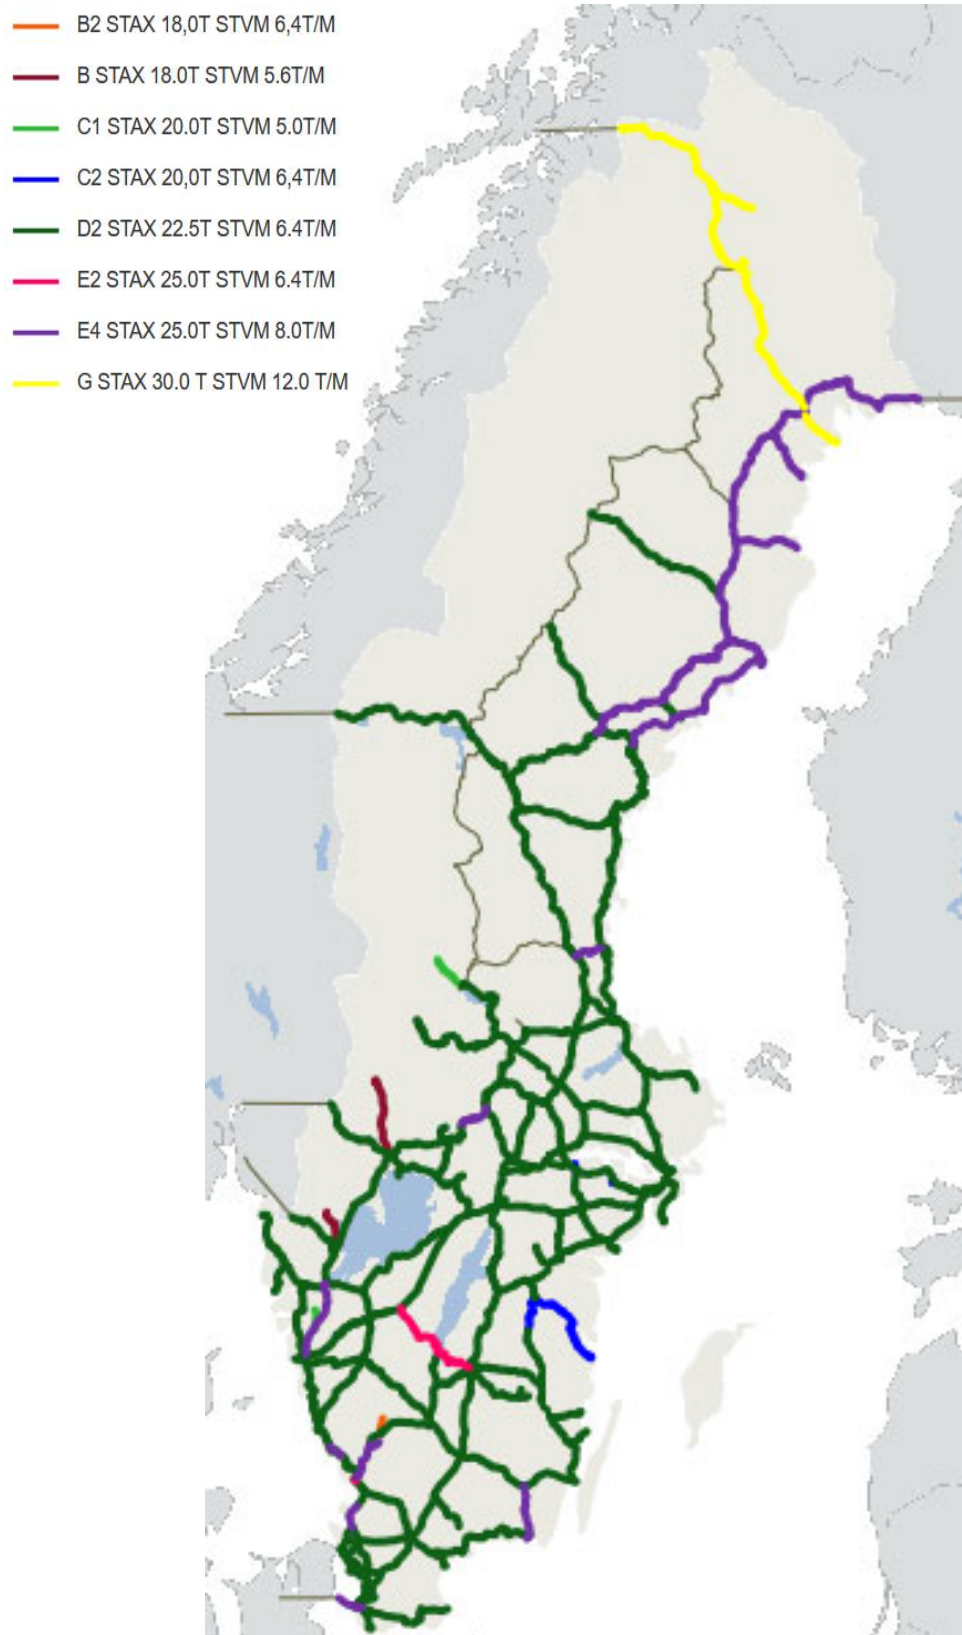 B2 STAX 18,0T STVM 6,4T/M
B STAX 18.0T STVM 5.6T/M
C1 STAX 20.0T STVM 5.0T/M
C2 STAX 20,0T STVM 6,4T/M
D2 STAX 22.5T STVM 6.4T/M
E2 STAX 25.0T STVM 6.4T/M
E4 STAX 25.0T STVM 8.0T/M
G STAX 30.0 T STVM 12.0 T/M